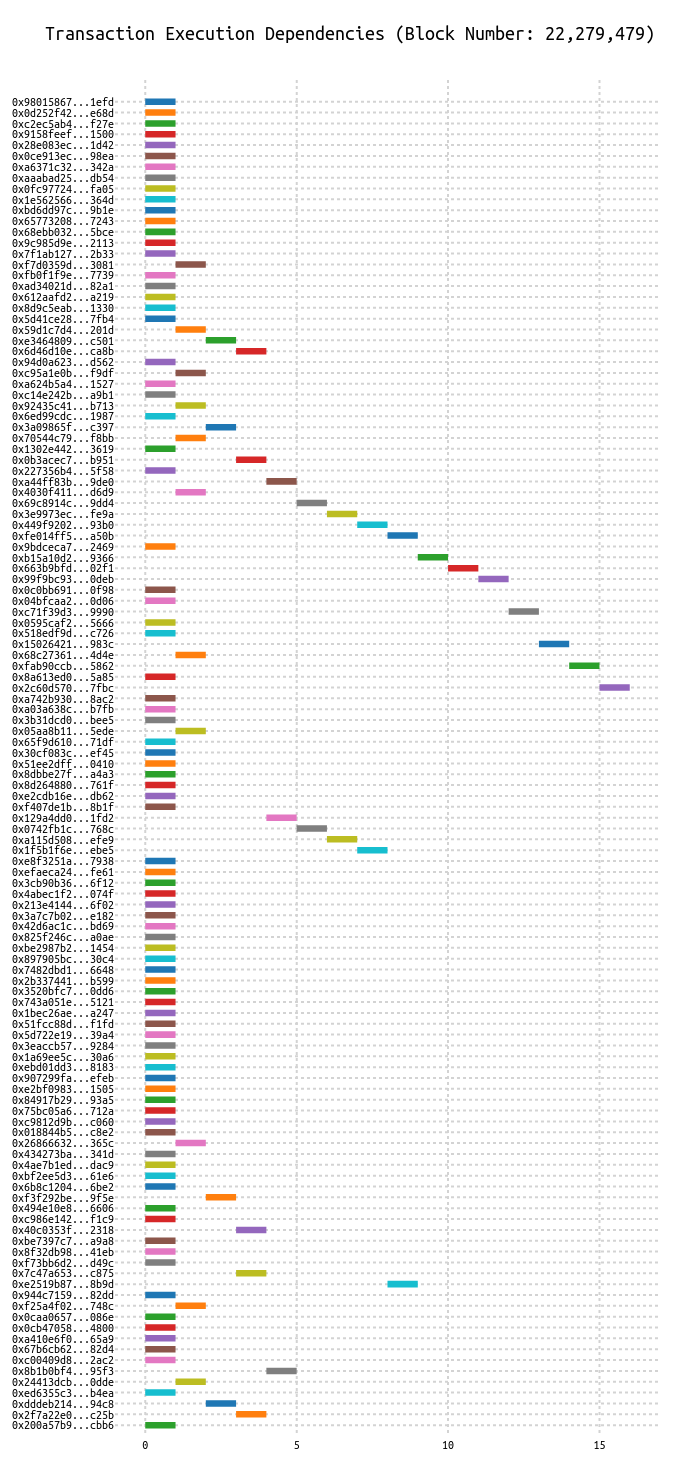 Transaction Execution Dependencies (Block Number: 22,279,479)
0x98015867...1efd
0x0d252f42...e68d
0xc2ec5ab4...f27e
0x9158feef...1500
0x28e083ec...1d42
0x0ce913ec...98ea
0xa6371c32...342a
0xaaabad25...db54
0x0fc97724...fa05
0x1e562566...364d
0xbd6dd97c...9b1e
0x65773208...7243
0x68ebb032...5bce
0x9c985d9e...2113
0x7f1ab127...2b33
0xf7d0359d...3081
0xfb0f1f9e...7739
0xad34021d...82a1
0x612aafd2...a219
0x8d9c5eab...1330
0x5d41ce28...7fb4
0x59d1c7d4...201d
0xe3464809...c501
0x6d46d10e...ca8b
0x94d0a623...d562
0xc95a1e0b...f9df
0xa624b5a4...1527
0xc14e242b...a9b1
0x92435c41...b713
0x6ed99cdc...1987
0x3a09865f...c397
0x70544c79...f8bb
0x1302e442...3619
0x0b3acec7...b951
0x227356b4...5f58
0xa44ff83b...9de0
0x4030f411...d6d9
0x69c8914c...9dd4
0x3e9973ec...fe9a
0x449f9202...93b0
0xfe014ff5...a50b
0x9bdceca7...2469
0xb15a10d2...9366
0x663b9bfd...02f1
0x99f9bc93...0deb
0x0c0bb691...0f98
0x04bfcaa2...0d06
0xc71f39d3...9990
0x0595caf2...5666
0x518edf9d...c726
0x15026421...983c
0x68c27361...4d4e
0xfab90ccb...5862
0x8a613ed0...5a85
0x2c60d570...7fbc
0xa742b930...8ac2
0xa03a638c...b7fb
0x3b31dcd0...bee5
0x05aa8b11...5ede
0x65f9d610...71df
0x30cf083c...ef45
0x51ee2dff...0410
0x8dbbe27f...a4a3
0x8d264880...761f
0xe2cdb16e...db62
0xf407de1b...8b1f
0x129a4dd0...1fd2
0x0742fb1c...768c
0xa115d508...efe9
0x1f5b1f6e...ebe5
0xe8f3251a...7938
0xefaeca24...fe61
0x3cb90b36...6f12
0x4abec1f2...074f
0x213e4144...6f02
0x3a7c7b02...e182
0x42d6ac1c...bd69
0x825f246c...a0ae
0xbe2987b2...1454
0x897905bc...30c4
0x7482dbd1...6648
0x2b337441...b599
0x3520bfc7...0dd6
0x743a051e...5121
0x1bec26ae...a247
0x51fcc88d...f1fd
0x5d722e19...39a4
0x3eaccb57...9284
0x1a69ee5c...30a6
0xebd01dd3...8183
0x907299fa...efeb
0xe2bf0983...1505
0x84917b29...93a5
0x75bc05a6...712a
0xc9812d9b...c060
0x018844b5...c8e2
0x26866632...365c
0x434273ba...341d
0x4ae7b1ed...dac9
0xbf2ee5d3...61e6
0x6b8c1204...6be2
0xf3f292be...9f5e
0x494e10e8...6606
0xc986e142...f1c9
0x40c0353f...2318
0xbe7397c7...a9a8
0x8f32db98...41eb
0xf73bb6d2...d49c
0x7c47a653...c875
0xe2519b87...8b9d
0x944c7159...82dd
0xf25a4f02...748c
0x0caa0657...086e
0x0cb47058...4800
0xa410e6f0...65a9
0x67b6cb62...82d4
0xc00409d8...2ac2
0x8b1b0bf4...95f3
0x24413dcb...0dde
0xed6355c3...b4ea
0xdddeb214...94c8
0x2f7a22e0...c25b
0x200a57b9...cbb6
0 5 10 15